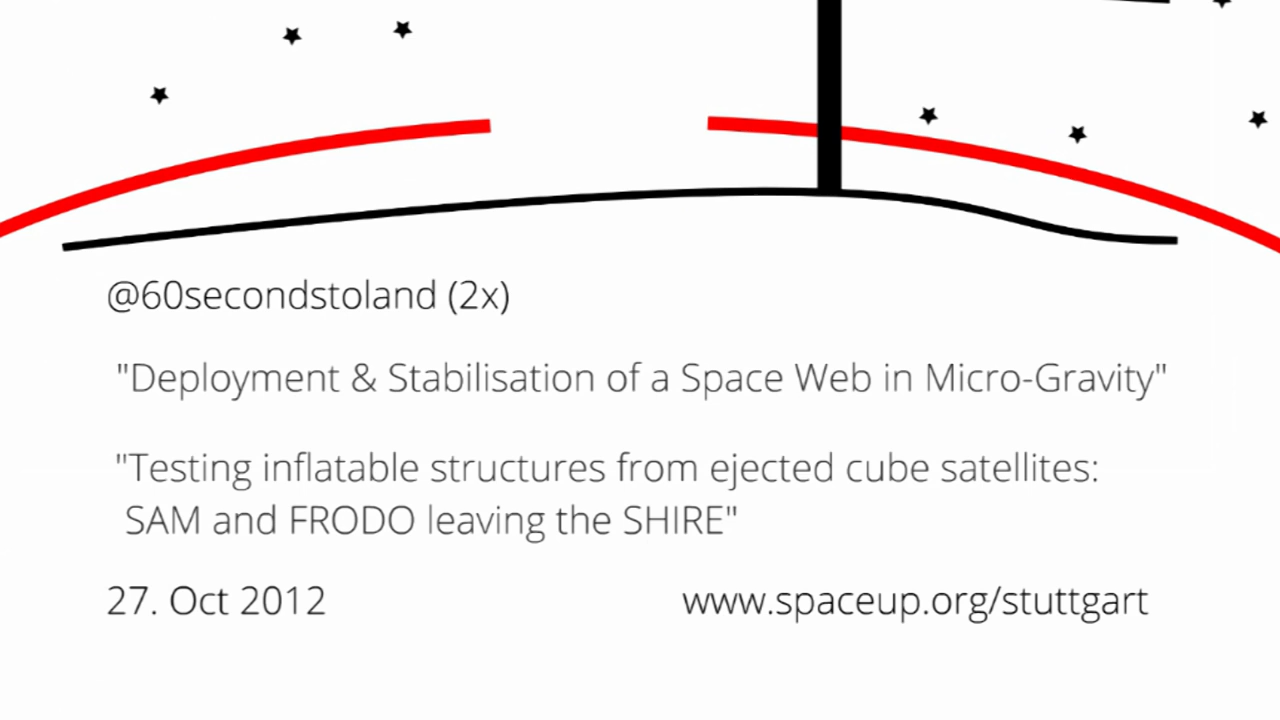 @60secondstoland (2x)
"Deployment & Stabilisation of a Space Web in Micro-Gravity"
"Testing inflatable structures from ejected cube satellites:
SAM and FRODO leaving the SHIRE"
27. Oct 2012
www.spaceup.org/stuttgart